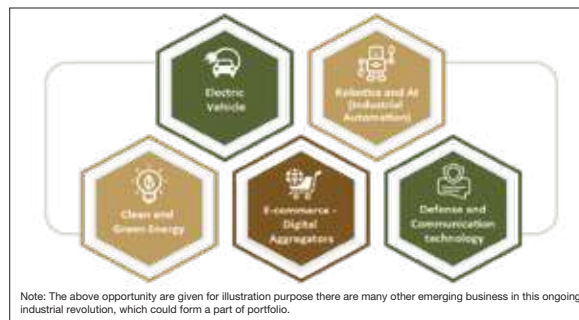 Electric
Vehicle
Robotics and AI
(Industrial
Automation)
Clean and
Green Energy
E-commerce -
Digital
Aggregators
Defense and
Communication
technology
Note: The above opportunity are given for illustration purpose there are many other emerging business in this ongoing
industrial revolution, which could form a part of portfolio.